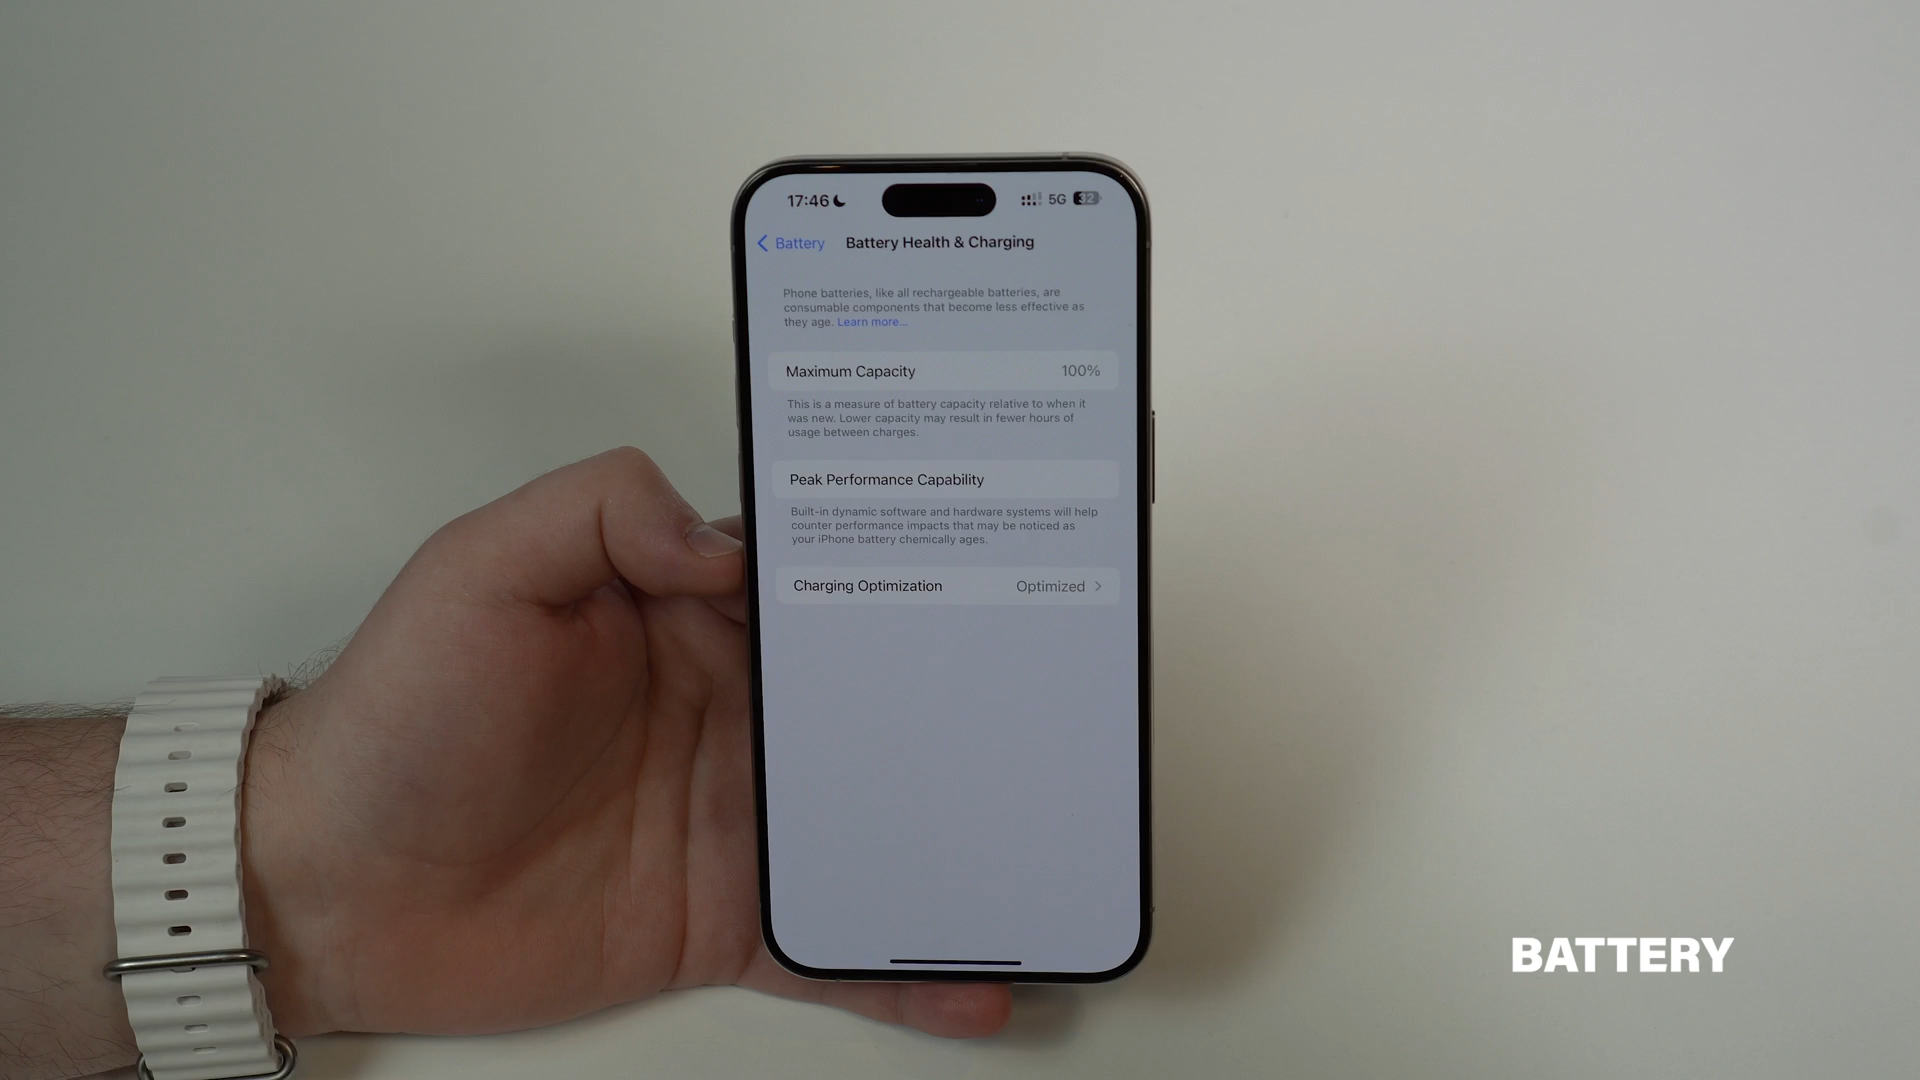 17:46 5G 32
Battery Battery Health & Charging
Phone batteries, like all rechargeable batteries, are
consumable components that become less effective as
they age. Learn more...
Maximum Capacity 100%
This is a measure of battery capacity relative to when it
was new. Lower capacity may result in fewer hours of
usage between charges.
Peak Performance Capability
Built-in dynamic software and hardware systems will help
counter performance impacts that may be noticed as
your iPhone battery chemically ages.
Charging Optimization Optimized
BATTERY